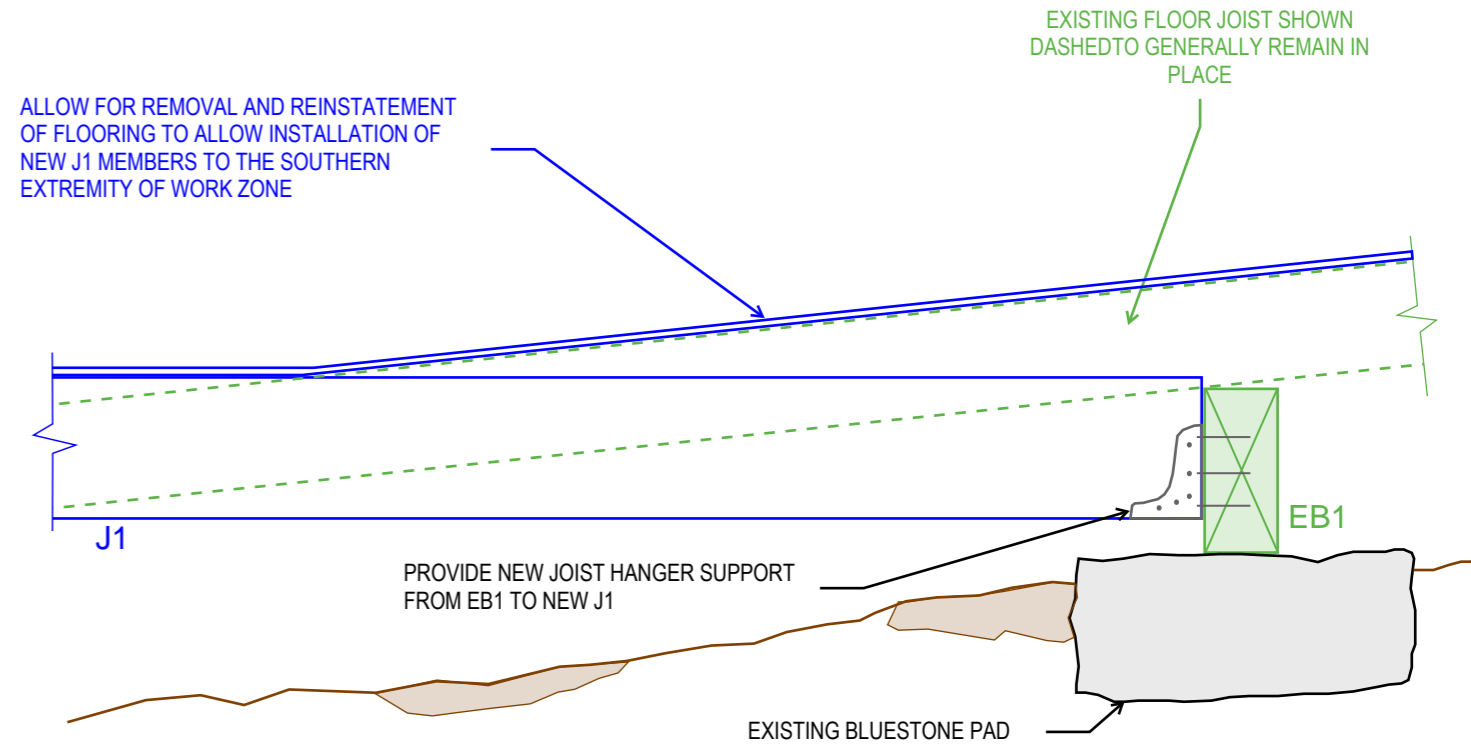 EXISTING FLOOR JOIST SHOWN
DASHEDTO GENERALLY REMAIN IN
PLACE
ALLOW FOR REMOVAL AND REINSTATEMENT
OF FLOORING TO ALLOW INSTALLATION OF
NEW J1 MEMBERS TO THE SOUTHERN
EXTREMITY OF WORK ZONE
J1
EB1
PROVIDE NEW JOIST HANGER SUPPORT
FROM EB1 TO NEW J1
EXISTING BLUESTONE PAD